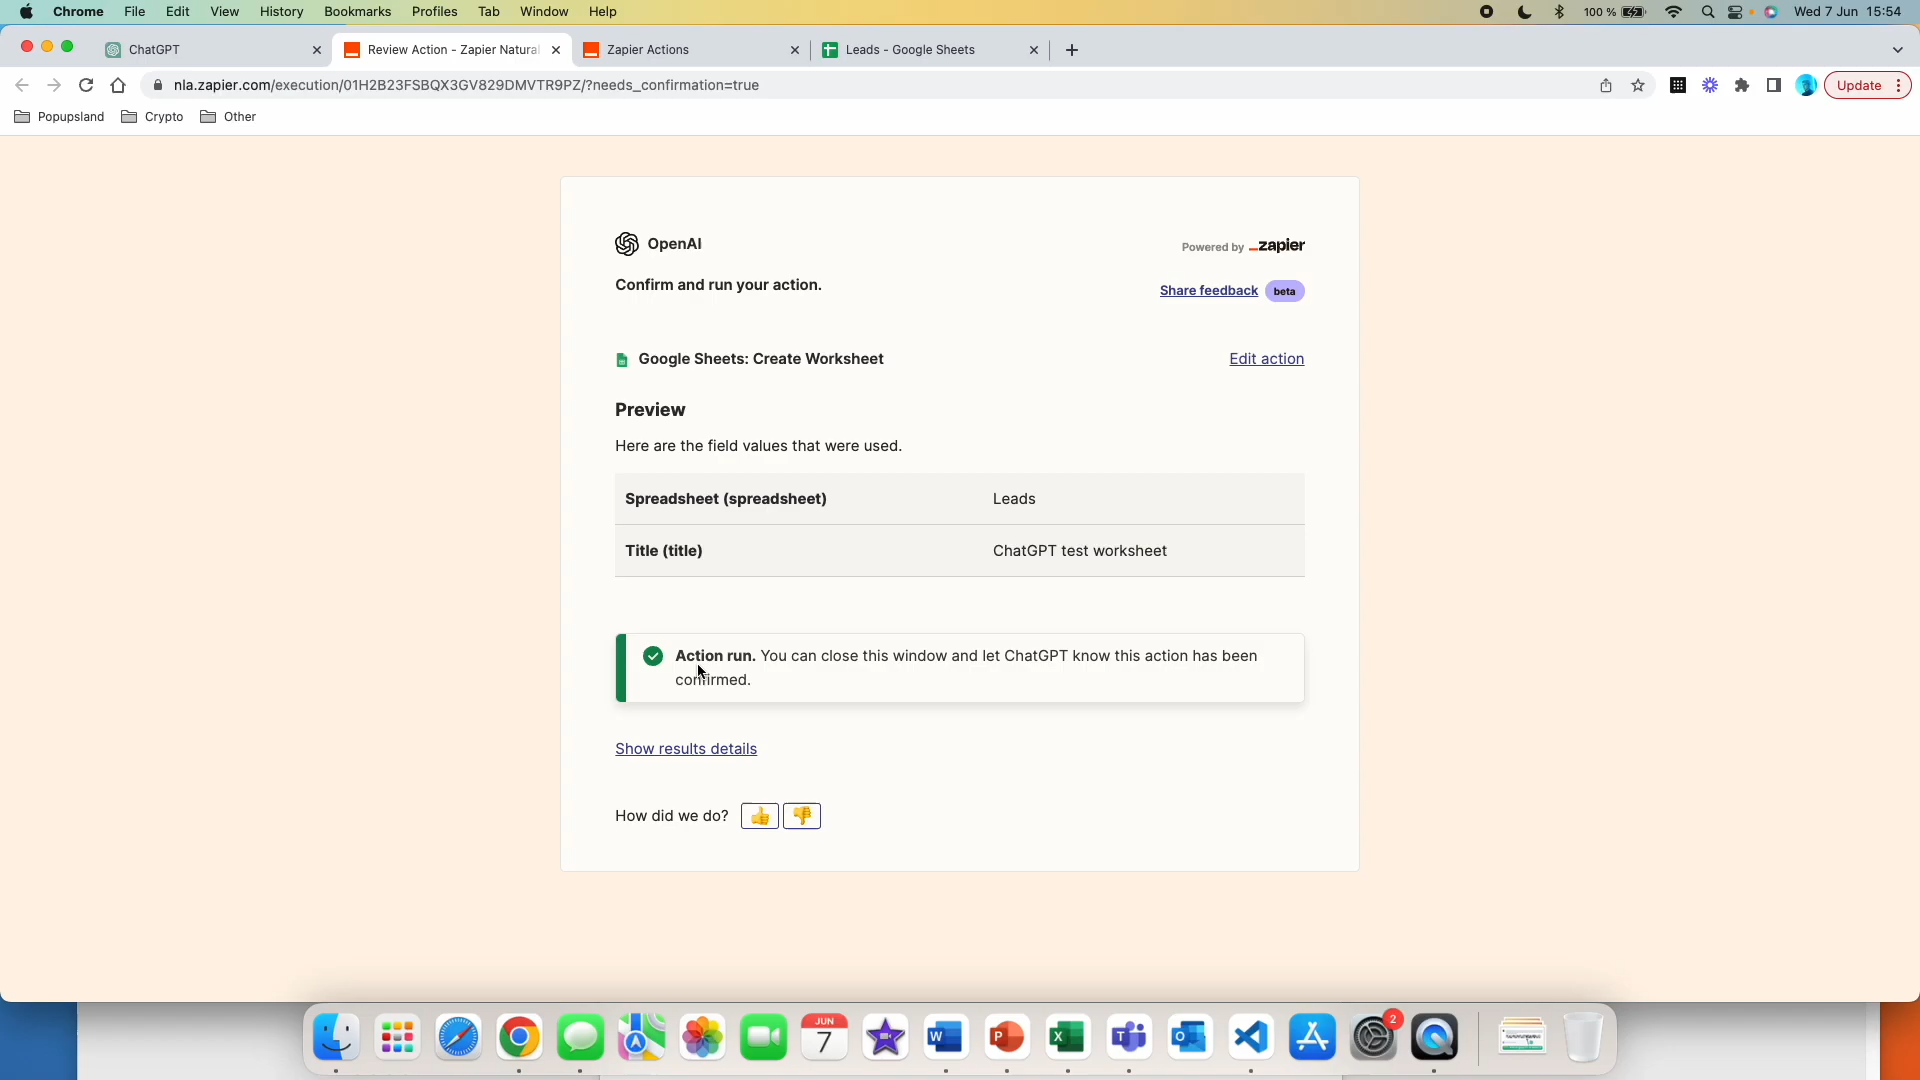 Chrome File Edit View History Bookmarks Profiles Tab Window Help 100 % Wed 7 Jun 15:54
ChatGPT Review Action - Zapier Natural Zapier Actions Leads - Google Sheets
nla.zapier.com/execution/01H2B23FSBQX3GV829DMVTR9PZ/?needs_confirmation=true Update
Popupsland Crypto Other
OpenAI Powered by zapier
Confirm and run your action. Share feedback beta
Google Sheets: Create Worksheet Edit action
Preview
Here are the field values that were used.
Spreadsheet (spreadsheet) Leads
Title (title) ChatGPT test worksheet
Action run. You can close this window and let ChatGPT know this action has been
confirmed.
Show results details
How did we do?
JUN
7
W P X T O
2